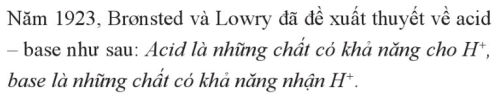 Năm 1923, Brønsted và Lowry đã đề xuất thuyết về acid
– base như sau: Acid là những chất có khả năng cho H⁺,
base là những chất có khả năng nhận H⁺.